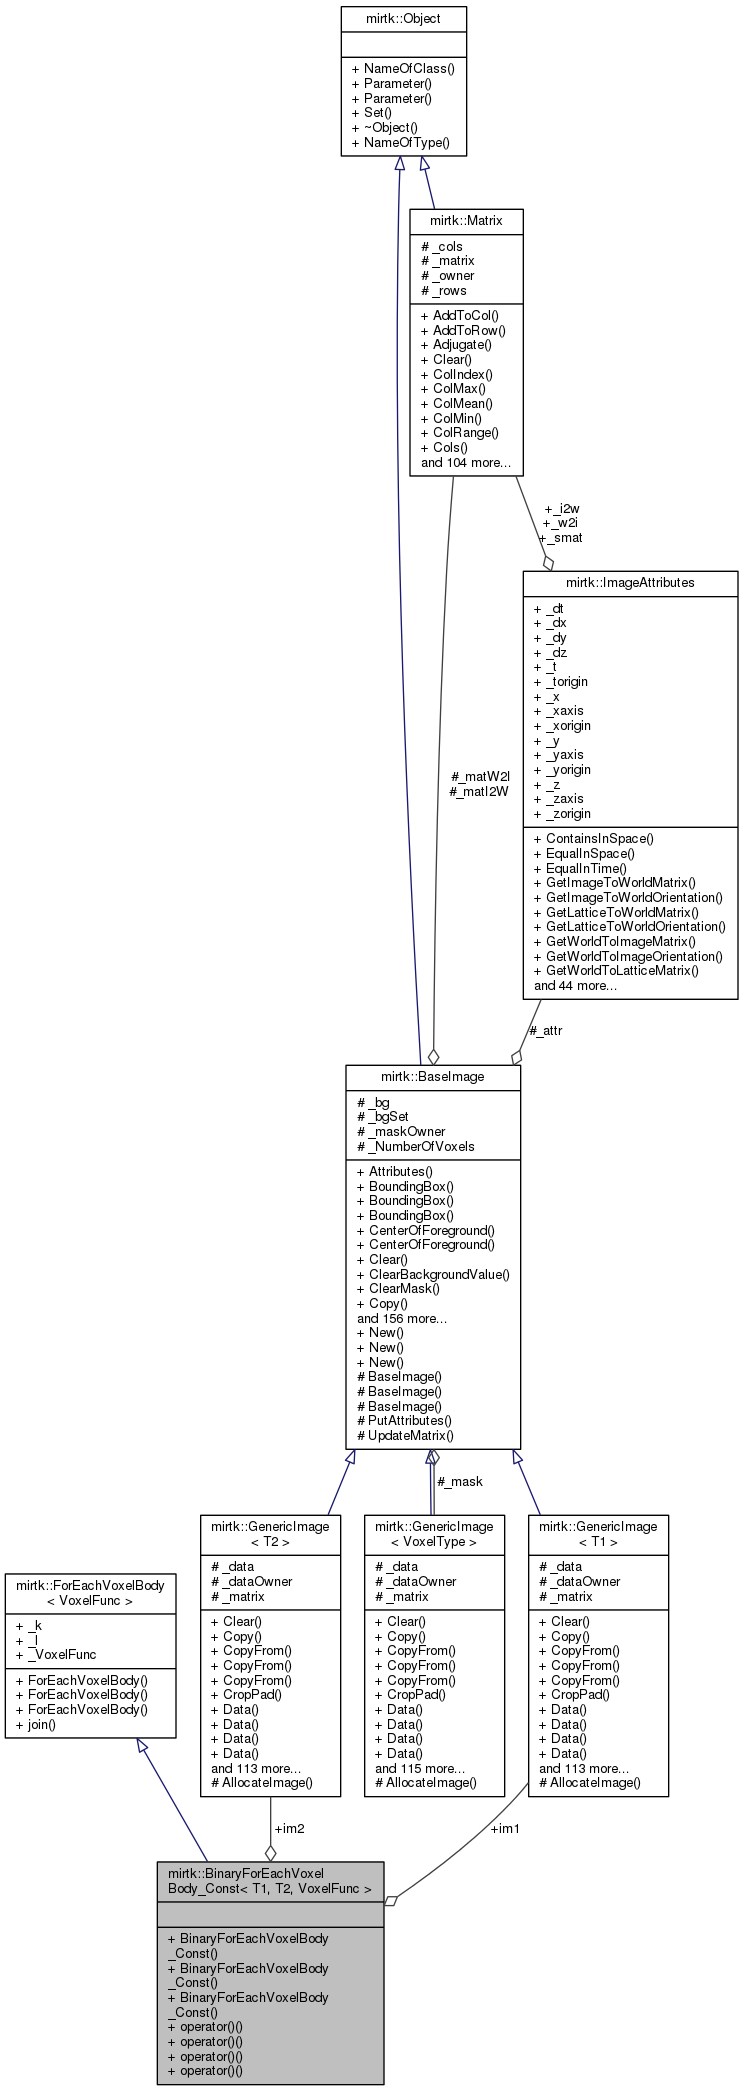 mirtk::Object
+ NameOfClass()
+ Parameter()
+ Parameter()
+ Set()
+ ~Object()
+ NameOfType()
mirtk::Matrix
# _cols
# _matrix
# _owner
# _rows
+ AddToCol()
+ AddToRow()
+ Adjugate()
+ Clear()
+ ColIndex()
+ ColMax()
+ ColMean()
+ ColMin()
+ ColRange()
+ Cols()
and 104 more...
+_i2w
+_w2i
+_smat
mirtk::ImageAttributes
+ _dt
+ _dx
+ _dy
+ _dz
+ _t
+ _torigin
+ _x
+ _xaxis
+ _xorigin
+ _y
+ _yaxis
+ _yorigin
+ _z
+ _zaxis
+ _zorigin
+ ContainsInSpace()
+ EqualInSpace()
+ EqualInTime()
+ GetImageToWorldMatrix()
+ GetImageToWorldOrientation()
+ GetLatticeToWorldMatrix()
+ GetLatticeToWorldOrientation()
+ GetWorldToImageMatrix()
+ GetWorldToImageOrientation()
+ GetWorldToLatticeMatrix()
and 44 more...
#_matW2I
#_matI2W
#_attr
mirtk::BaseImage
# _bg
# _bgSet
# _maskOwner
# _NumberOfVoxels
+ Attributes()
+ BoundingBox()
+ BoundingBox()
+ BoundingBox()
+ CenterOfForeground()
+ CenterOfForeground()
+ Clear()
+ ClearBackgroundValue()
+ ClearMask()
+ Copy()
and 156 more...
+ New()
+ New()
+ New()
# BaseImage()
# BaseImage()
# BaseImage()
# PutAttributes()
# UpdateMatrix()
#_mask
mirtk::GenericImage
< T2 >
# _data
# _dataOwner
# _matrix
+ Clear()
+ Copy()
+ CopyFrom()
+ CopyFrom()
+ CopyFrom()
+ CropPad()
+ Data()
+ Data()
+ Data()
+ Data()
and 113 more...
# AllocateImage()
mirtk::GenericImage
< VoxelType >
# _data
# _dataOwner
# _matrix
+ Clear()
+ Copy()
+ CopyFrom()
+ CopyFrom()
+ CopyFrom()
+ CropPad()
+ Data()
+ Data()
+ Data()
+ Data()
and 115 more...
# AllocateImage()
mirtk::GenericImage
< T1 >
# _data
# _dataOwner
# _matrix
+ Clear()
+ Copy()
+ CopyFrom()
+ CopyFrom()
+ CopyFrom()
+ CropPad()
+ Data()
+ Data()
+ Data()
+ Data()
and 113 more...
# AllocateImage()
mirtk::ForEachVoxelBody
< VoxelFunc >
+ _k
+ _l
+ _VoxelFunc
+ ForEachVoxelBody()
+ ForEachVoxelBody()
+ ForEachVoxelBody()
+ join()
+im2
+im1
mirtk::BinaryForEachVoxel
Body_Const< T1, T2, VoxelFunc >
+ BinaryForEachVoxelBody
_Const()
+ BinaryForEachVoxelBody
_Const()
+ BinaryForEachVoxelBody
_Const()
+ operator()()
+ operator()()
+ operator()()
+ operator()()